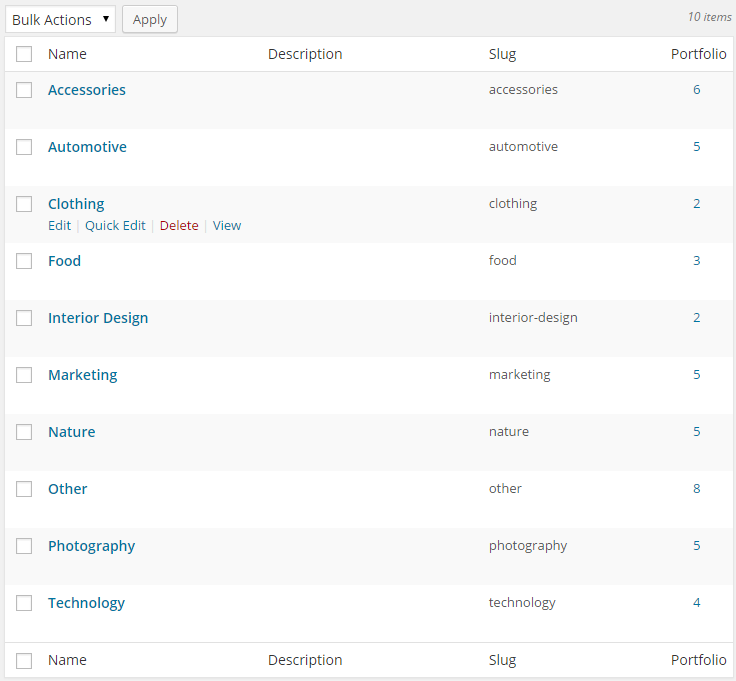 Bulk Actions Apply 10 items
Name Description Slug Portfolio
Accessories accessories 6
Automotive automotive 5
Clothing clothing 2
Edit | Quick Edit | Delete | View
Food food 3
Interior Design interior-design 2
Marketing marketing 5
Nature nature 5
Other other 8
Photography photography 5
Technology technology 4
Name Description Slug Portfolio